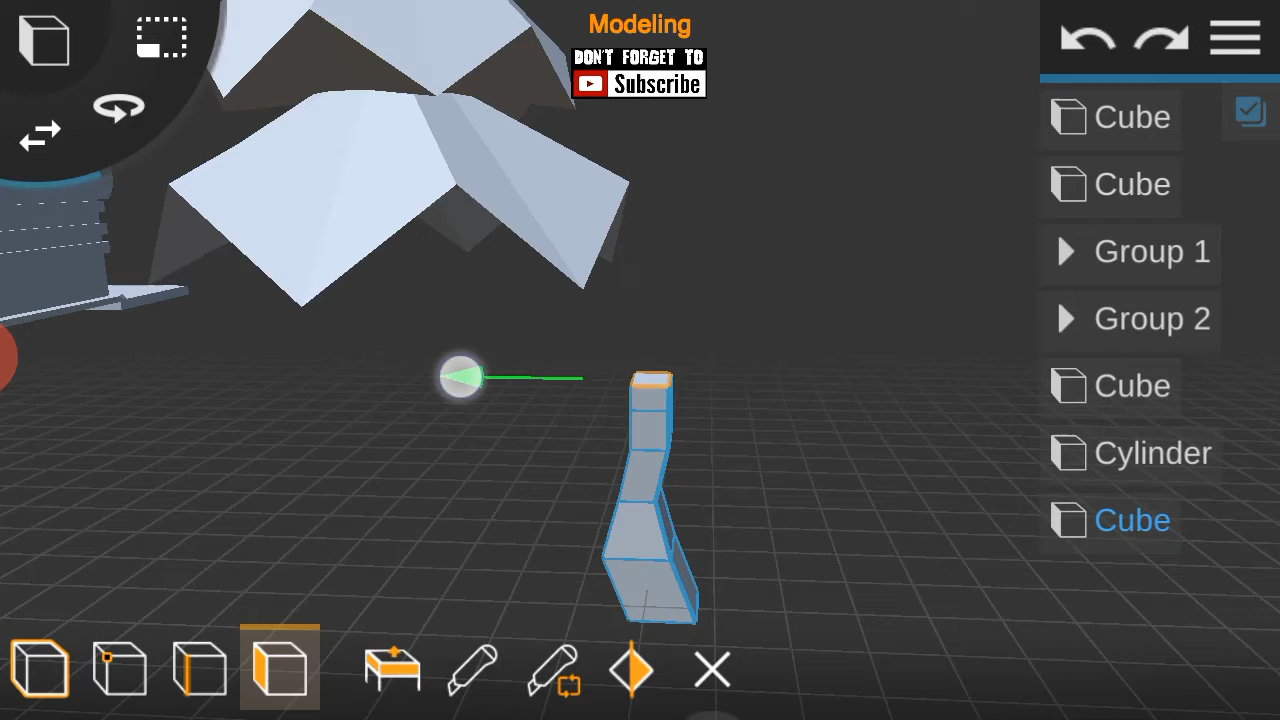 Modeling
DON'T FORGET TO
Subscribe
Cube
Cube
Group 1
Group 2
Cube
Cylinder
Cube